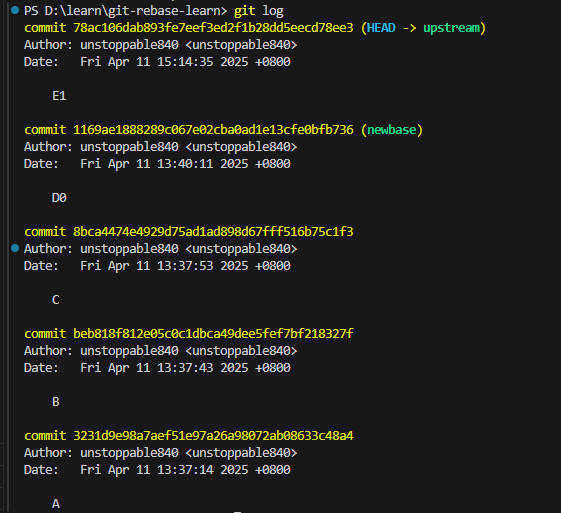 PS D:\learn\git-rebase-learn> git log
commit 78ac106dab893fe7eef3ed2f1b28dd5eecd78ee3 (HEAD -> upstream)
Author: unstoppable840 <unstoppable840>
Date:   Fri Apr 11 15:14:35 2025 +0800
E1
commit 1169ae1888289c067e02cba0ad1e13cfe0bfb736 (newbase)
Author: unstoppable840 <unstoppable840>
Date:   Fri Apr 11 13:40:11 2025 +0800
D0
commit 8bca4474e4929d75ad1ad898d67fff516b75c1f3
Author: unstoppable840 <unstoppable840>
Date:   Fri Apr 11 13:37:53 2025 +0800
C
commit beb818f812e05c0c1dbca49dee5fef7bf218327f
Author: unstoppable840 <unstoppable840>
Date:   Fri Apr 11 13:37:43 2025 +0800
B
commit 3231d9e98a7aef51e97a26a98072ab08633c48a4
Author: unstoppable840 <unstoppable840>
Date:   Fri Apr 11 13:37:14 2025 +0800
A